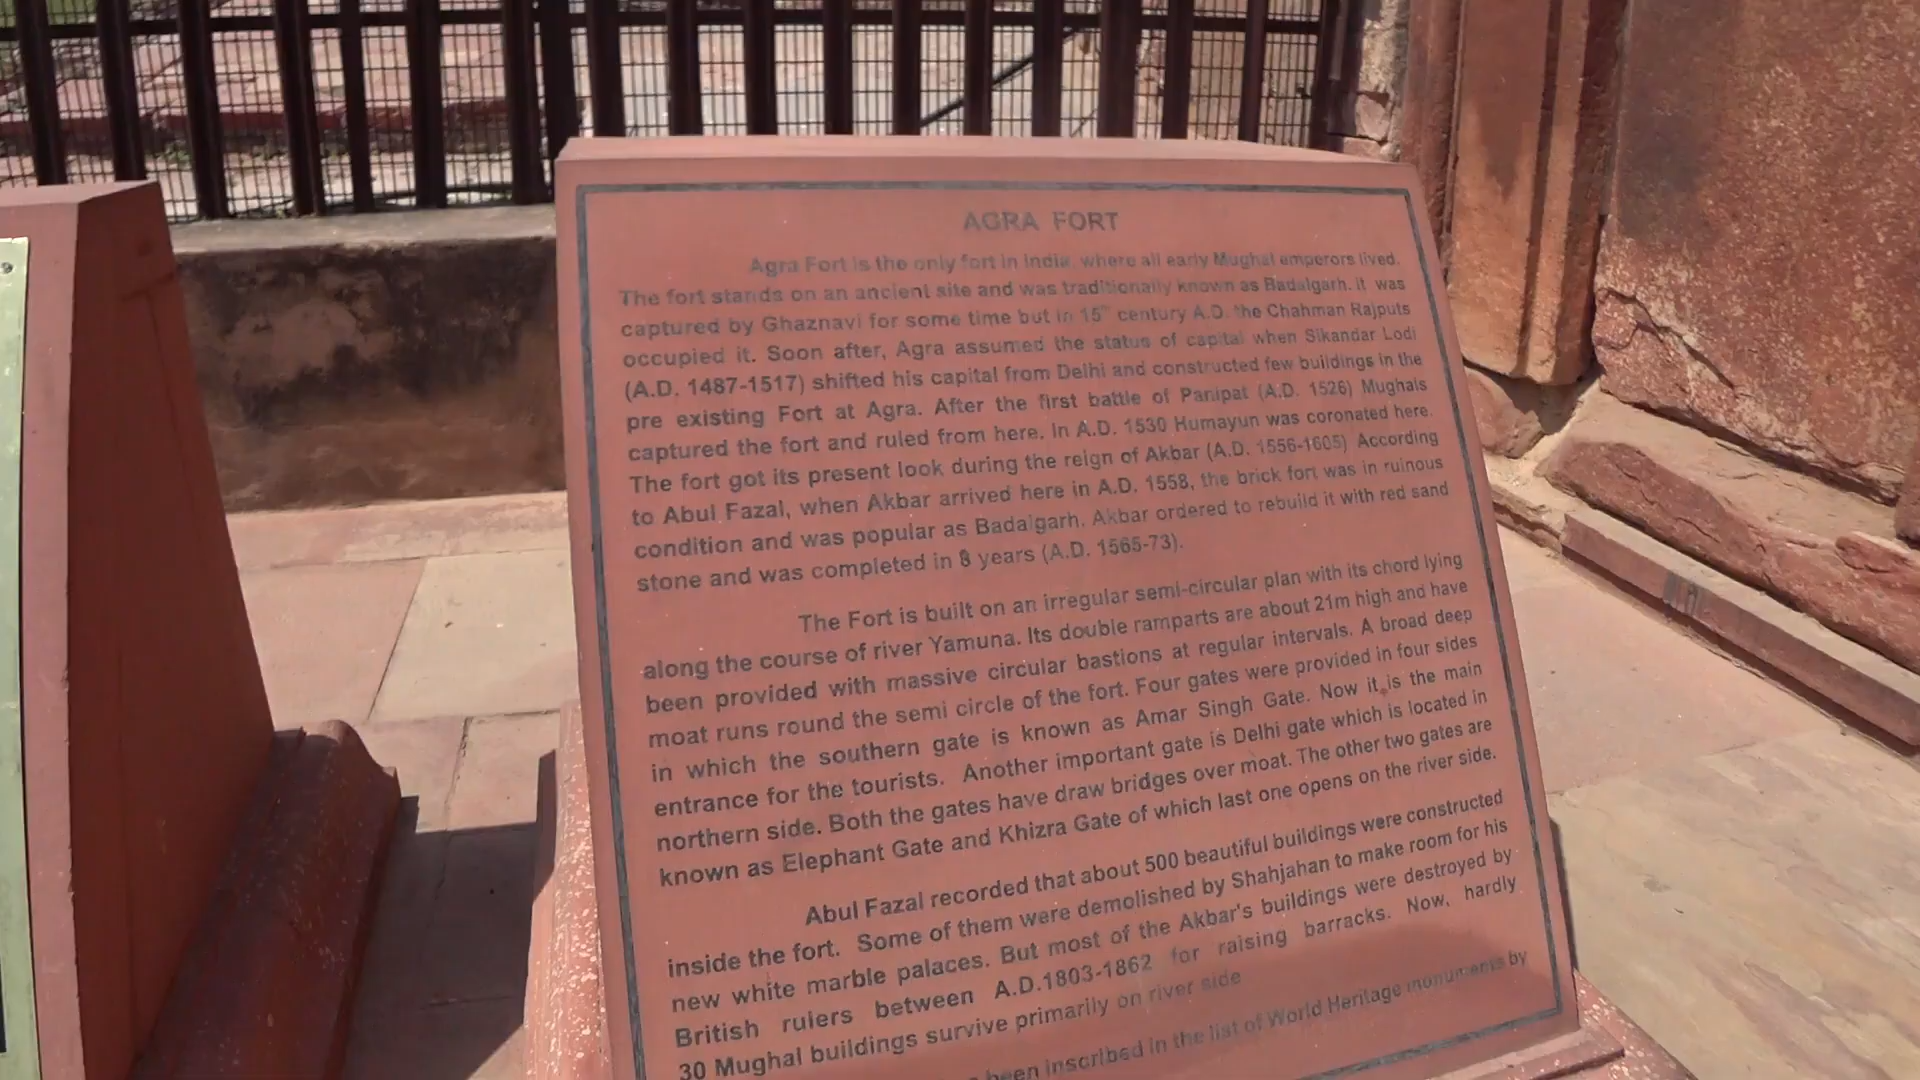 AGRA FORT
Agra Fort is the only fort in India, where all early Mughal emperors lived.
The fort stands on an ancient site and was traditionally known as Badalgarh. It was
captured by Ghaznavi for some time but in 15th century A.D. the Chahman Rajputs
occupied it. Soon after, Agra assumed the status of capital when Sikandar Lodi
(A.D. 1487-1517) shifted his capital from Delhi and constructed few buildings in the
pre existing Fort at Agra. After the first battle of Panipat (A.D. 1526) Mughals
captured the fort and ruled from here. In A.D. 1530 Humayun was coronated here.
The fort got its present look during the reign of Akbar (A.D. 1556-1605) According
to Abul Fazal, when Akbar arrived here in A.D. 1558, the brick fort was in ruinous
condition and was popular as Badalgarh. Akbar ordered to rebuild it with red sand
stone and was completed in 8 years (A.D. 1565-73).
The Fort is built on an irregular semi-circular plan with its chord lying
along the course of river Yamuna. Its double ramparts are about 21m high and have
been provided with massive circular bastions at regular intervals. A broad deep
moat runs round the semi circle of the fort. Four gates were provided in four sides
in which the southern gate is known as Amar Singh Gate. Now it is the main
entrance for the tourists. Another important gate is Delhi gate which is located in
northern side. Both the gates have draw bridges over moat. The other two gates are
known as Elephant Gate and Khizra Gate of which last one opens on the river side.
Abul Fazal recorded that about 500 beautiful buildings were constructed
inside the fort. Some of them were demolished by Shahjahan to make room for his
new white marble palaces. But most of the Akbar's buildings were destroyed by
British rulers between A.D.1803-1862 for raising barracks. Now, hardly
30 Mughal buildings survive primarily on river side
been inscribed in the list of World Heritage monuments by